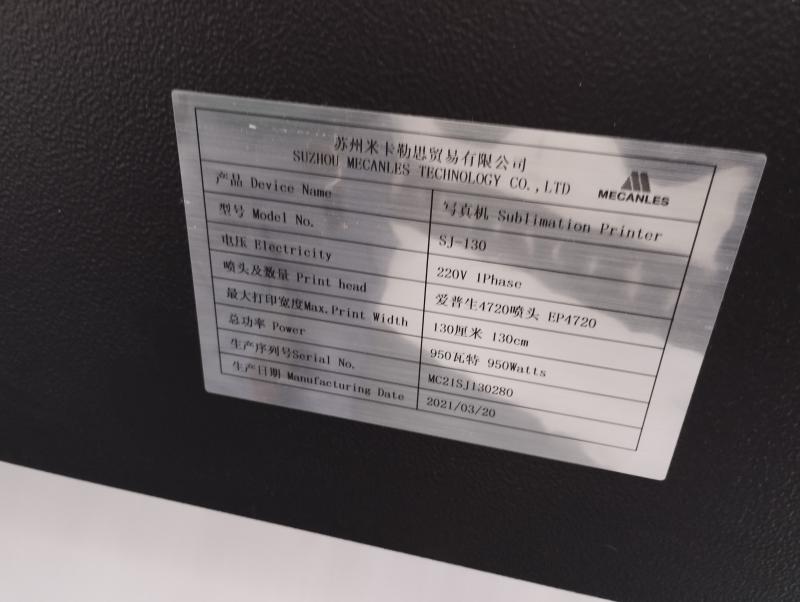 苏州米卡勒思贸易有限公司
SUZHOU MECANLES TECHNOLOGY CO.,LTD
MECANLES
产品 Device Name 写真机 Sublimation Printer
型号 Model No. SJ-130
电压 Electricity 220V 1Phase
喷头及数量 Print head 爱普生4720喷头 EP4720
最大打印宽度Max.Print Width 130厘米 130cm
总功率 Power 950瓦特 950Watts
生产序列号Serial No. MC21SJ130280
生产日期 Manufacturing Date 2021/03/20